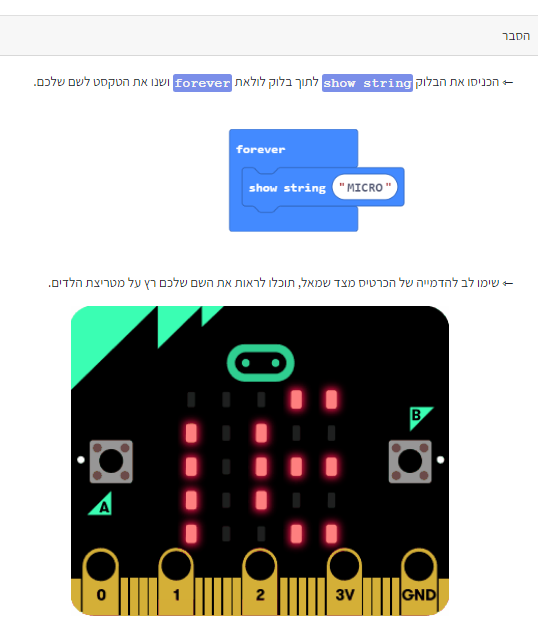 הסבר
⇐ הכניסו את הבלוק show string לתוך בלוק לולאת forever ושנו את הטקסט לשם שלכם.
forever
show string "MICRO"
⇐ שימו לב להדמייה של הכרטיס מצד שמאל, תוכלו לראות את השם שלכם רץ על מטריצת הלדים.
B
A
0 1 2 3V GND